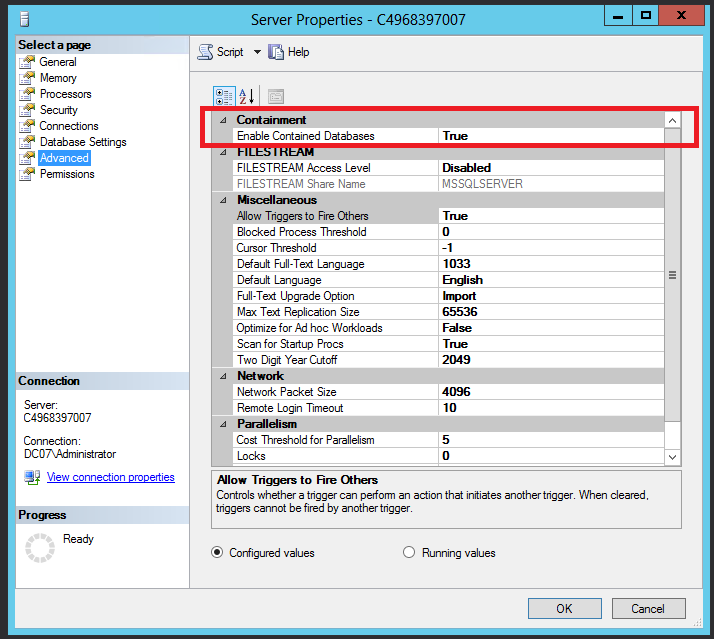 Server Properties - C4968397007
Select a page
General
Memory
Processors
Security
Connections
Database Settings
Advanced
Permissions
Script
Help
Containment
Enable Contained Databases True
FILESTREAM
FILESTREAM Access Level Disabled
FILESTREAM Share Name MSSQLSERVER
Miscellaneous
Allow Triggers to Fire Others True
Blocked Process Threshold 0
Cursor Threshold -1
Default Full-Text Language 1033
Default Language English
Full-Text Upgrade Option Import
Max Text Replication Size 65536
Optimize for Ad hoc Workloads False
Scan for Startup Procs True
Two Digit Year Cutoff 2049
Network
Network Packet Size 4096
Remote Login Timeout 10
Parallelism
Cost Threshold for Parallelism 5
Locks 0
Allow Triggers to Fire Others
Controls whether a trigger can perform an action that initiates another trigger. When cleared,
triggers cannot be fired by another trigger.
Configured values
Running values
Connection
Server:
C4968397007
Connection:
DC07\Administrator
View connection properties
Progress
Ready
OK
Cancel